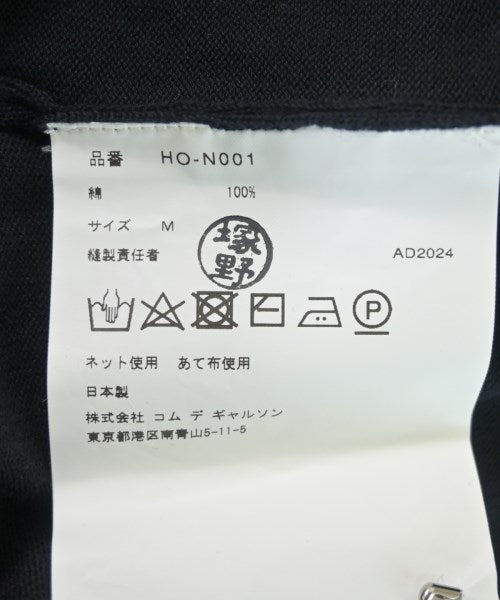 品番 HO-N001
綿 100%
サイズ M
縫製責任者 塚野 AD2024
P
ネット使用 あて布使用
日本製
株式会社 コム デ ギャルソン
東京都港区南青山5-11-5